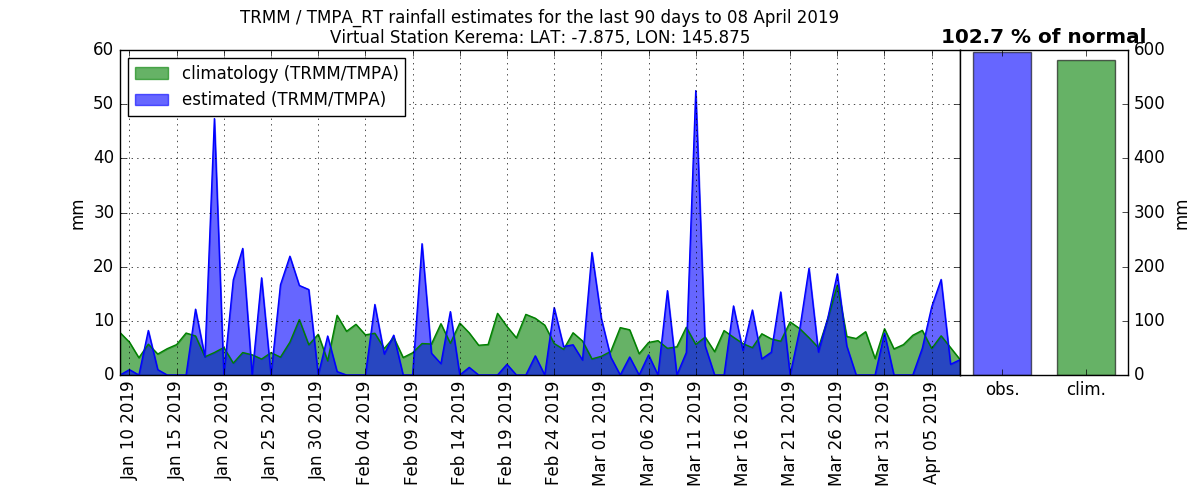 TRMM / TMPA_RT rainfall estimates for the last 90 days to 08 April 2019
Virtual Station Kerema: LAT: -7.875, LON: 145.875
102.7 % of normal
climatology (TRMM/TMPA)
estimated (TRMM/TMPA)
60
50
40
30
20
10
0
mm
Jan 10 2019
Jan 15 2019
Jan 20 2019
Jan 25 2019
Jan 30 2019
Feb 04 2019
Feb 09 2019
Feb 14 2019
Feb 19 2019
Feb 24 2019
Mar 01 2019
Mar 06 2019
Mar 11 2019
Mar 16 2019
Mar 21 2019
Mar 26 2019
Mar 31 2019
Apr 05 2019
obs.
clim.
600
500
400
300
200
100
0
mm